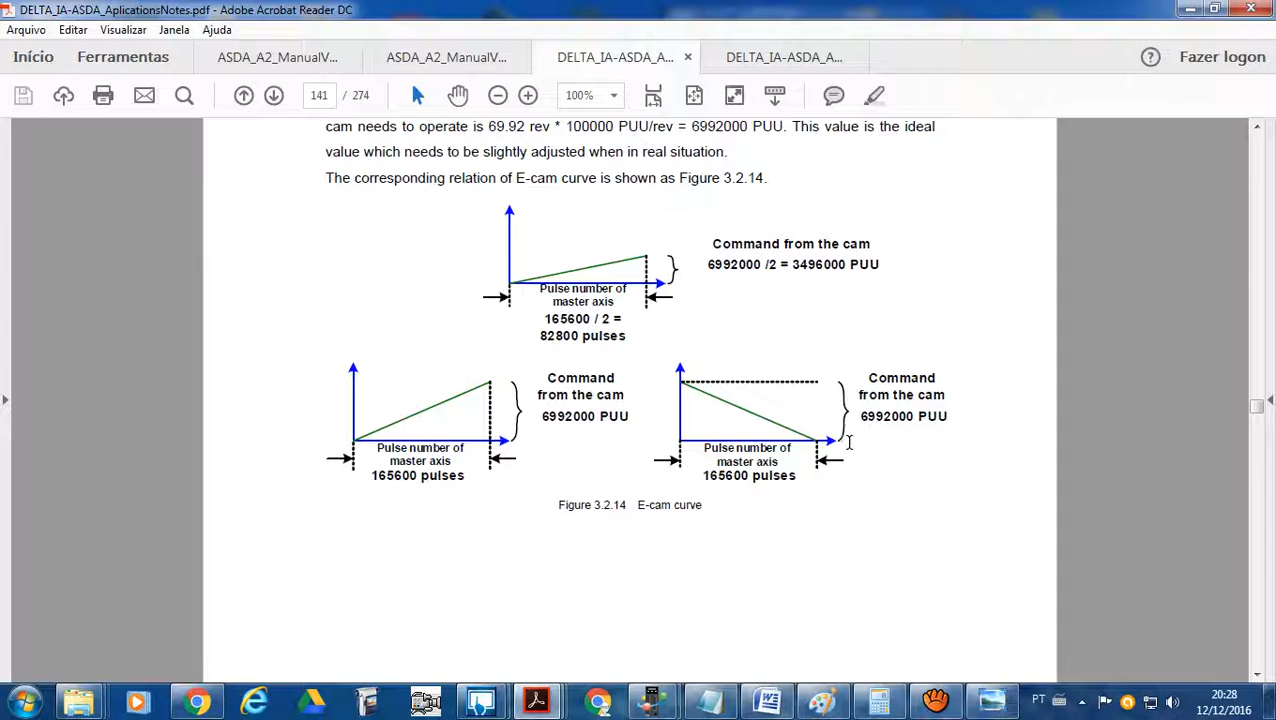 DELTA_IA-ASDA_AplicationsNotes.pdf - Adobe Acrobat Reader DC
Arquivo Editar Visualizar Janela Ajuda
Início Ferramentas ASDA_A2_ManualV... ASDA_A2_ManualV... DELTA_IA-ASDA_A... × DELTA_IA-ASDA_A... Fazer logon
141 / 274 100%
cam needs to operate is 69.92 rev * 100000 PUU/rev = 6992000 PUU. This value is the ideal
value which needs to be slightly adjusted when in real situation.
The corresponding relation of E-cam curve is shown as Figure 3.2.14.
Command from the cam
6992000 /2 = 3496000 PUU
Pulse number of
master axis
165600 / 2 =
82800 pulses
Command
from the cam
6992000 PUU
Pulse number of
master axis
165600 pulses
Command
from the cam
6992000 PUU
Pulse number of
master axis
165600 pulses
Figure 3.2.14 E-cam curve
PT
20:28
12/12/2016